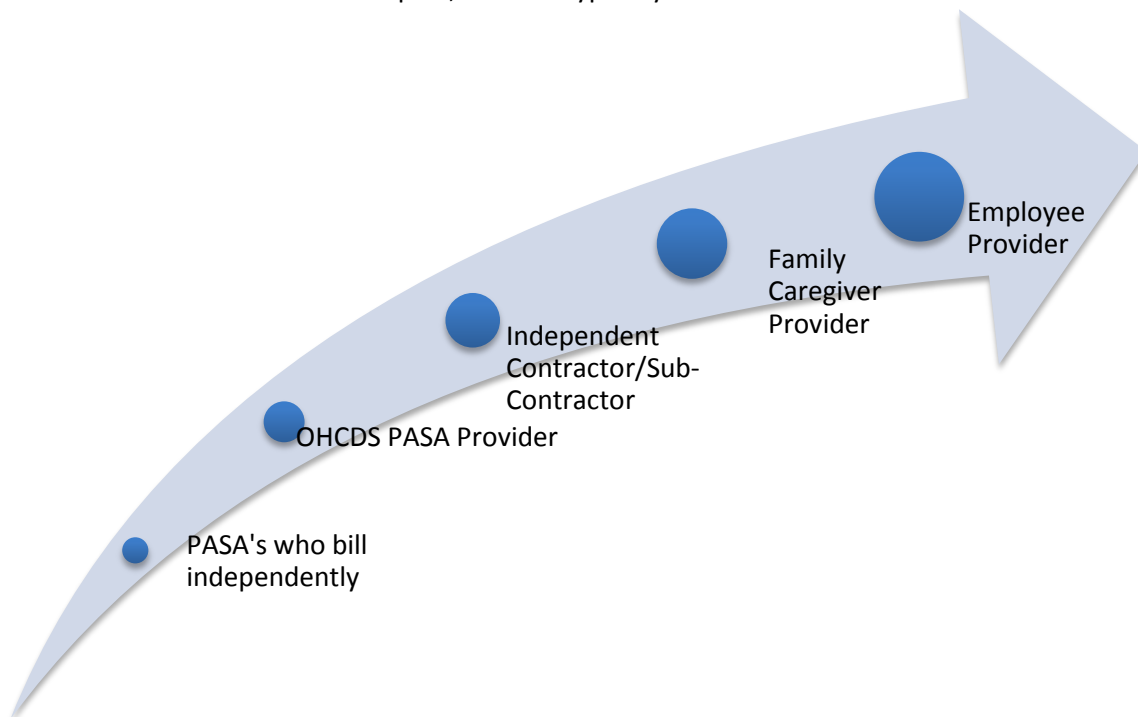 Employee
Provider
Family
Caregiver
Provider
Independent
Contractor/Sub-
Contractor
OHCDS PASA Provider
PASA's who bill
independently